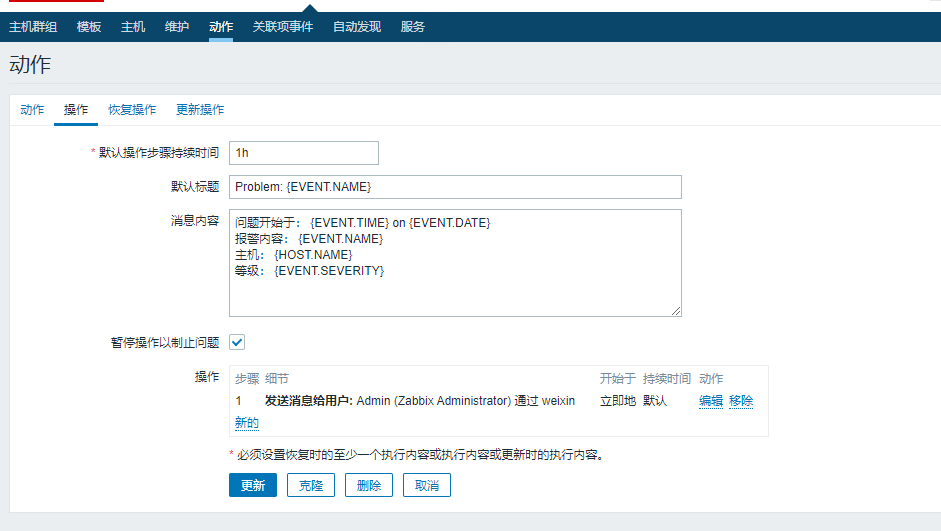 主机群组 模板 主机 维护 动作 关联项事件 自动发现 服务
动作
动作 操作 恢复操作 更新操作
* 默认操作步骤持续时间 1h
默认标题 Problem: {EVENT.NAME}
消息内容 问题开始于： {EVENT.TIME} on {EVENT.DATE}
报警内容： {EVENT.NAME}
主机： {HOST.NAME}
等级： {EVENT.SEVERITY}
暂停操作以制止问题
操作 步骤 细节 开始于 持续时间 动作
1 发送消息给用户: Admin (Zabbix Administrator) 通过 weixin 立即地 默认 编辑 移除
新的
* 必须设置恢复时的至少一个执行内容或执行内容或更新时的执行内容。
更新 克隆 删除 取消